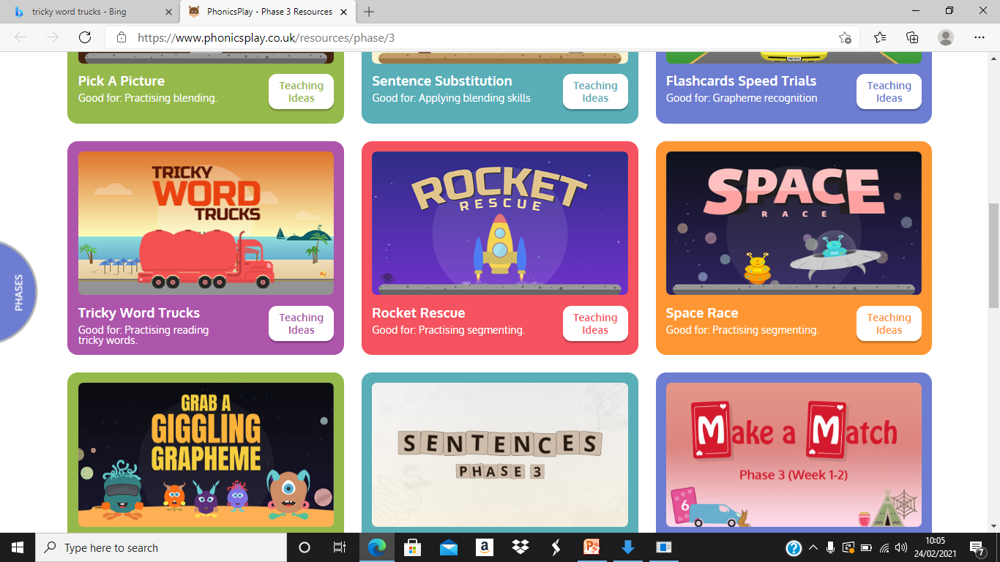 tricky word trucks - Bing
PhonicsPlay - Phase 3 Resources
https://www.phonicsplay.co.uk/resources/phase/3
Pick A Picture
Good for: Practising blending.
Teaching
Ideas
Sentence Substitution
Good for: Applying blending skills
Teaching
Ideas
Flashcards Speed Trials
Good for: Grapheme recognition
Teaching
Ideas
PHASES
TRICKY
WORD
TRUCKS
Tricky Word Trucks
Good for: Practising reading
tricky words.
Teaching
Ideas
ROCKET
RESCUE
Rocket Rescue
Good for: Practising segmenting.
Teaching
Ideas
SPACE
RACE
Space Race
Good for: Practising segmenting.
Teaching
Ideas
GRAB A
GIGGLING
GRAPHEME
SENTENCES
PHASE 3
Make a Match
Phase 3 (Week 1-2)
6
Type here to search
10:05
24/02/2021
7